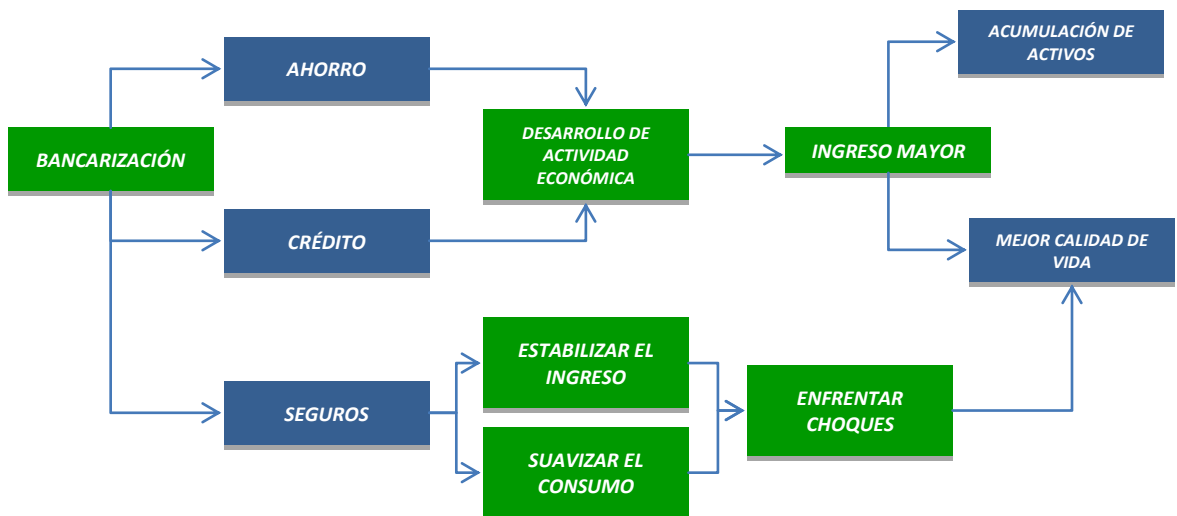 ACUMULACIÓN DE
ACTIVOS
AHORRO
BANCARIZACIÓN
DESARROLLO DE
ACTIVIDAD
ECONÓMICA
INGRESO MAYOR
CRÉDITO
MEJOR CALIDAD DE
VIDA
ESTABILIZAR EL
INGRESO
SEGUROS
ENFRENTAR
CHOQUES
SUAVIZAR EL
CONSUMO